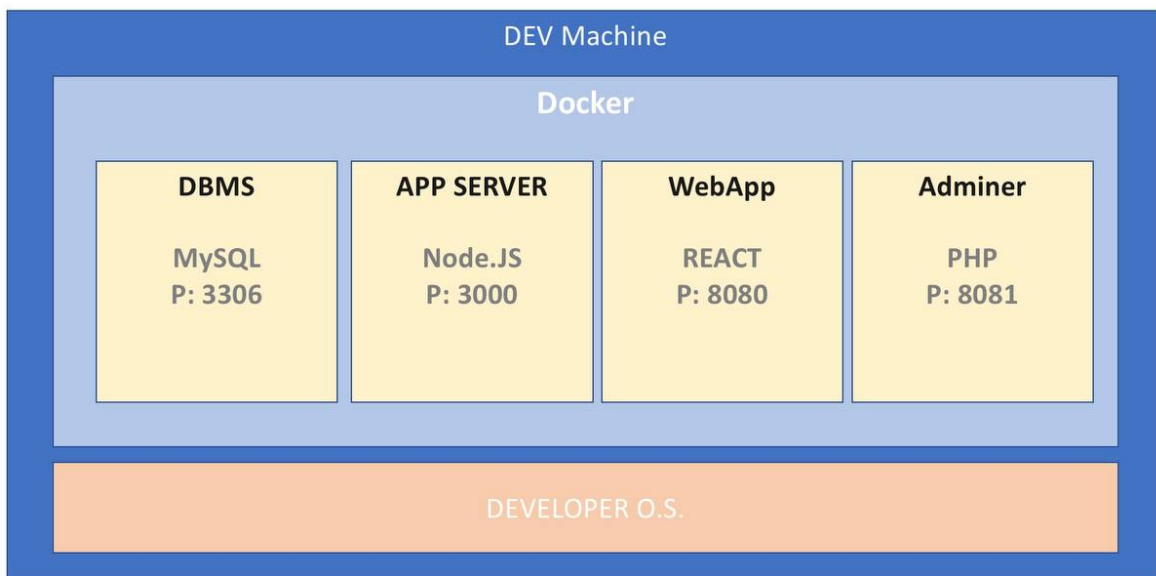 DEV Machine
Docker
DBMS
MySQL
P: 3306
APP SERVER
Node.JS
P: 3000
WebApp
REACT
P: 8080
Adminer
PHP
P: 8081
DEVELOPER O.S.